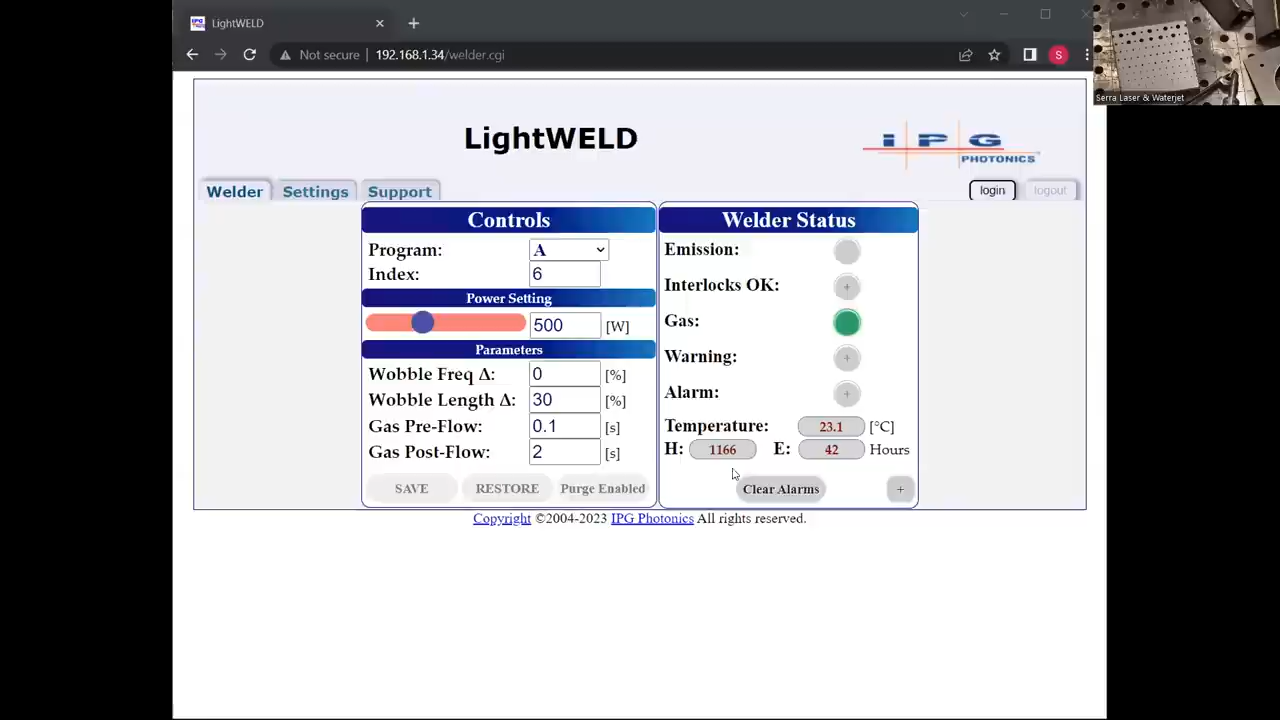 LightWELD
Not secure
192.168.1.34/welder.cgi
S
Serra Laser & Waterjet
LightWELD
IPG
PHOTONICS
Welder Settings Support
login logout
Controls
Program: A
Index: 6
Power Setting
500 [W]
Parameters
Wobble Freq Δ: 0 [%]
Wobble Length Δ: 30 [%]
Gas Pre-Flow: 0.1 [s]
Gas Post-Flow: 2 [s]
SAVE RESTORE Purge Enabled
Welder Status
Emission:
Interlocks OK: +
Gas:
Warning: +
Alarm: +
Temperature: 23.1 [°C]
H: 1166 E: 42 Hours
Clear Alarms +
Copyright ©2004-2023 IPG Photonics All rights reserved.